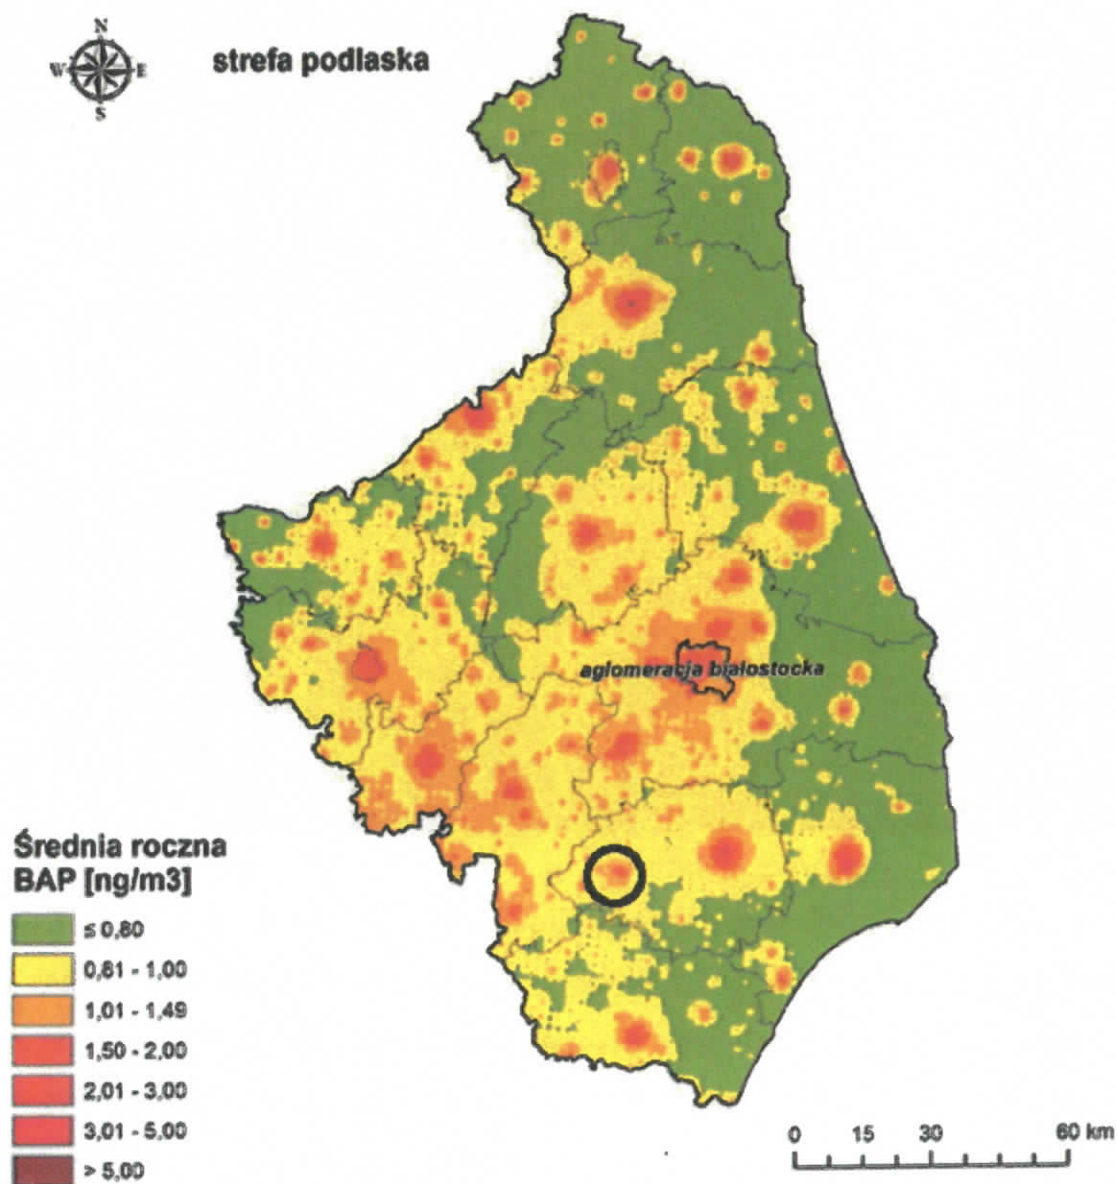 N
W E
S
strefa podlaska
aglomeracja białostocka
Średnia roczna
BAP [ng/m3]
≤ 0,80
0,81 - 1,00
1,01 - 1,49
1,50 - 2,00
2,01 - 3,00
3,01 - 5,00
> 5,00
0 15 30 60 km